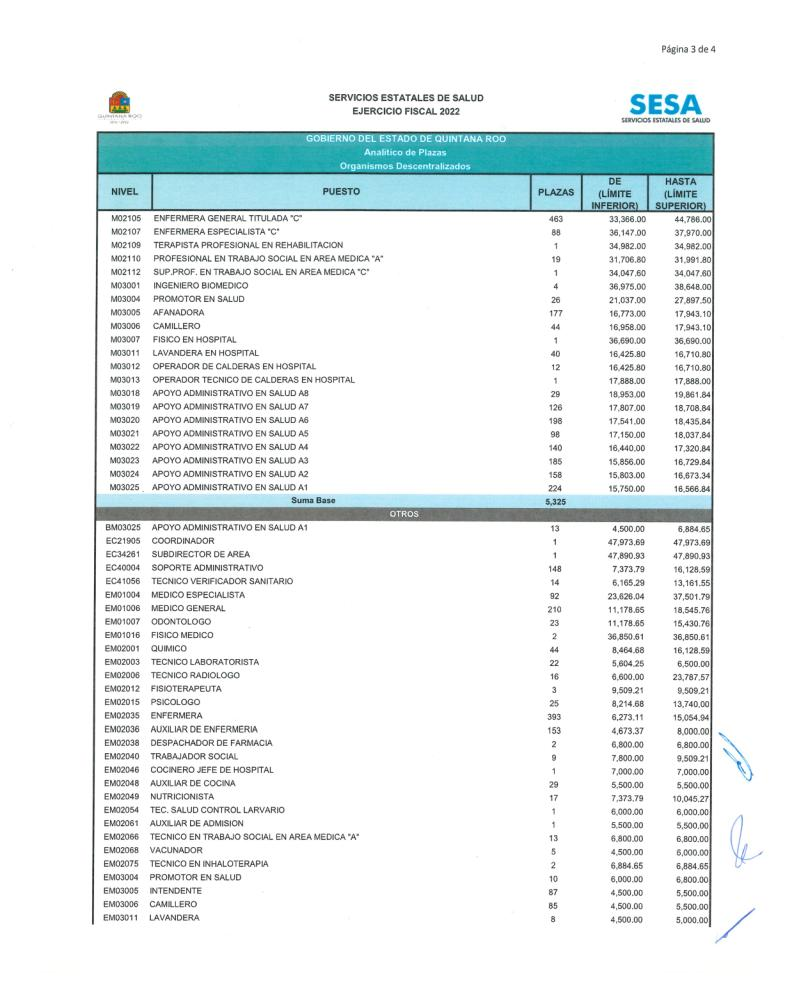 Página 3 de 4
SERVICIOS ESTATALES DE SALUD
EJERCICIO FISCAL 2022
QUINTANA ROO
SESA
SERVICIOS ESTATALES DE SALUD
GOBIERNO DEL ESTADO DE QUINTANA ROO
Analítico de Plazas
Organismos Descentralizados
NIVEL PUESTO PLAZAS DE (LÍMITE INFERIOR) HASTA (LÍMITE SUPERIOR)
M02105 ENFERMERA GENERAL TITULADA "C" 463 33,366.00 44,786.00
M02107 ENFERMERA ESPECIALISTA "C" 88 36,147.00 37,970.00
M02109 TERAPISTA PROFESIONAL EN REHABILITACION 1 34,982.00 34,982.00
M02110 PROFESIONAL EN TRABAJO SOCIAL EN AREA MEDICA "A" 19 31,706.80 31,991.80
M02112 SUP.PROF. EN TRABAJO SOCIAL EN AREA MEDICA "C" 1 34,047.60 34,047.60
M03001 INGENIERO BIOMEDICO 4 36,975.00 38,648.00
M03004 PROMOTOR EN SALUD 26 21,037.00 27,897.50
M03005 AFANADORA 177 16,773.00 17,943.10
M03006 CAMILLERO 44 16,958.00 17,943.10
M03007 FISICO EN HOSPITAL 1 36,690.00 36,690.00
M03011 LAVANDERA EN HOSPITAL 40 16,425.80 16,710.80
M03012 OPERADOR DE CALDERAS EN HOSPITAL 12 16,425.80 16,710.80
M03013 OPERADOR TECNICO DE CALDERAS EN HOSPITAL 1 17,888.00 17,888.00
M03018 APOYO ADMINISTRATIVO EN SALUD A8 29 18,953.00 19,861.84
M03019 APOYO ADMINISTRATIVO EN SALUD A7 126 17,807.00 18,708.84
M03020 APOYO ADMINISTRATIVO EN SALUD A6 198 17,541.00 18,435.84
M03021 APOYO ADMINISTRATIVO EN SALUD A5 98 17,150.00 18,037.84
M03022 APOYO ADMINISTRATIVO EN SALUD A4 140 16,440.00 17,320.84
M03023 APOYO ADMINISTRATIVO EN SALUD A3 185 15,856.00 16,729.84
M03024 APOYO ADMINISTRATIVO EN SALUD A2 158 15,803.00 16,673.34
M03025 APOYO ADMINISTRATIVO EN SALUD A1 224 15,750.00 16,566.84
Suma Base 5,325
OTROS
BM03025 APOYO ADMINISTRATIVO EN SALUD A1 13 4,500.00 6,884.65
EC21905 COORDINADOR 1 47,973.69 47,973.69
EC34261 SUBDIRECTOR DE AREA 1 47,890.93 47,890.93
EC40004 SOPORTE ADMINISTRATIVO 148 7,373.79 16,128.59
EC41056 TECNICO VERIFICADOR SANITARIO 14 6,165.29 13,161.55
EM01004 MEDICO ESPECIALISTA 92 23,626.04 37,501.79
EM01006 MEDICO GENERAL 210 11,178.65 18,545.76
EM01007 ODONTOLOGO 23 11,178.65 15,430.76
EM01016 FISICO MEDICO 2 36,850.61 36,850.61
EM02001 QUIMICO 44 8,464.68 16,128.59
EM02003 TECNICO LABORATORISTA 22 5,604.25 6,500.00
EM02006 TECNICO RADIOLOGO 16 6,600.00 23,787.57
EM02012 FISIOTERAPEUTA 3 9,509.21 9,509.21
EM02015 PSICOLOGO 25 8,214.68 13,740.00
EM02035 ENFERMERA 393 6,273.11 15,054.94
EM02036 AUXILIAR DE ENFERMERIA 153 4,673.37 8,000.00
EM02038 DESPACHADOR DE FARMACIA 2 6,800.00 6,800.00
EM02040 TRABAJADOR SOCIAL 9 7,800.00 9,509.21
EM02046 COCINERO JEFE DE HOSPITAL 1 7,000.00 7,000.00
EM02048 AUXILIAR DE COCINA 29 5,500.00 5,500.00
EM02049 NUTRICIONISTA 17 7,373.79 10,045.27
EM02054 TEC. SALUD CONTROL LARVARIO 1 6,000.00 6,000.00
EM02061 AUXILIAR DE ADMISION 1 5,500.00 5,500.00
EM02066 TECNICO EN TRABAJO SOCIAL EN AREA MEDICA "A" 13 6,800.00 6,800.00
EM02068 VACUNADOR 5 4,500.00 6,000.00
EM02075 TECNICO EN INHALOTERAPIA 2 6,884.65 6,884.65
EM03004 PROMOTOR EN SALUD 10 6,000.00 6,800.00
EM03005 INTENDENTE 87 4,500.00 5,500.00
EM03006 CAMILLERO 85 4,500.00 5,500.00
EM03011 LAVANDERA 8 4,500.00 5,000.00